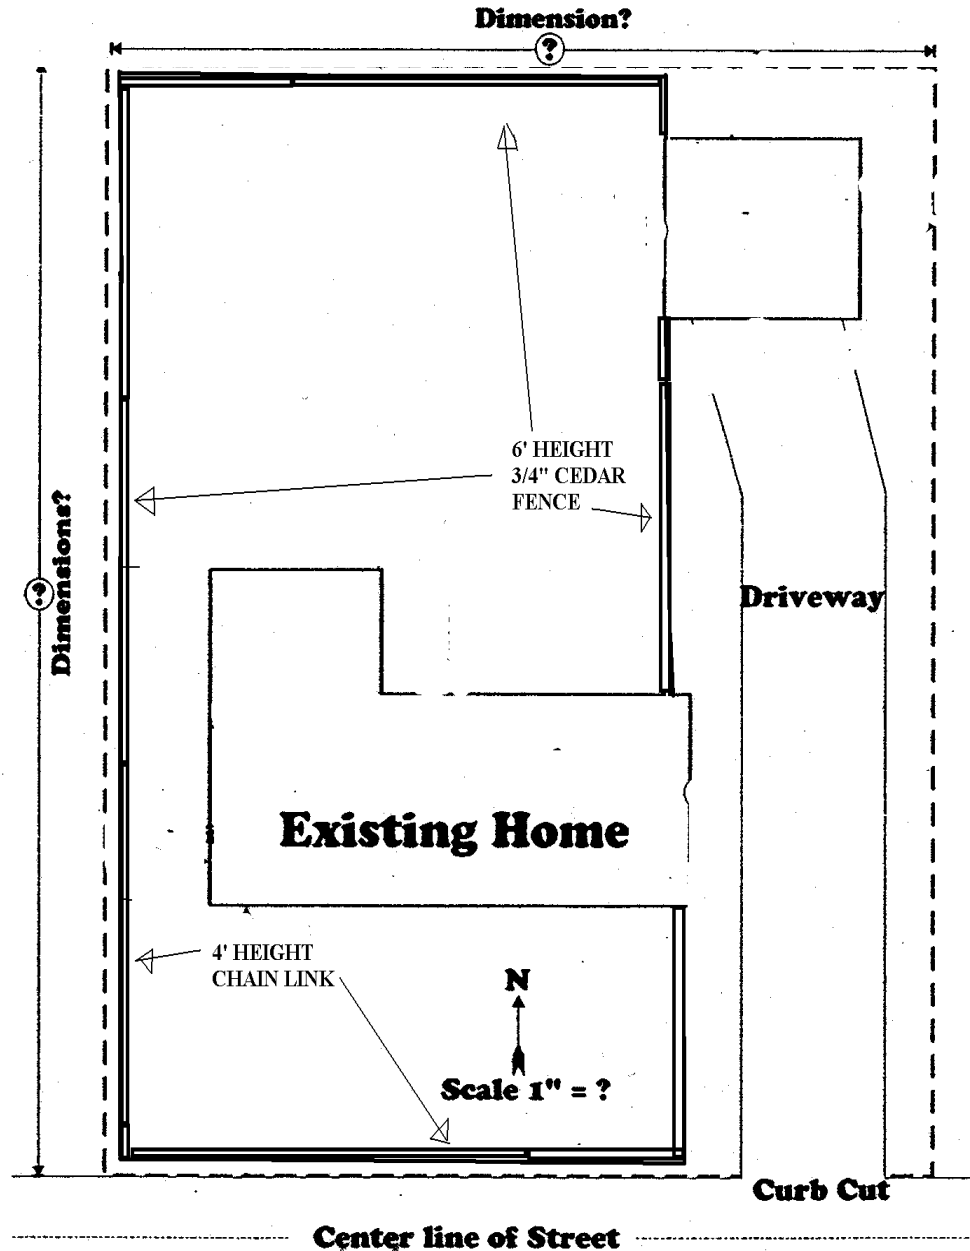 Dimension?
?
6' HEIGHT
3/4" CEDAR
FENCE
Dimensions?
?
Driveway
Existing Home
4' HEIGHT
CHAIN LINK
N
Scale 1" = ?
Curb Cut
Center line of Street